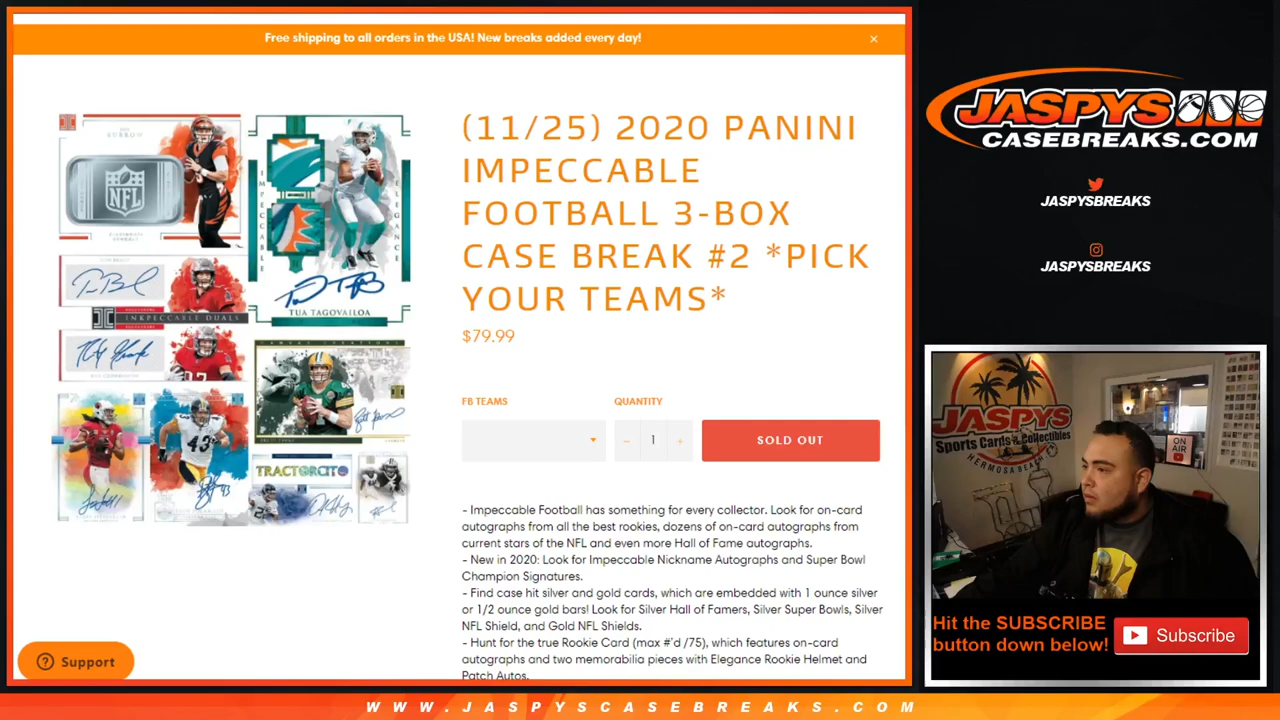 Free shipping to all orders in the USA! New breaks added every day!
×
(11/25) 2020 PANINI
IMPECCABLE
FOOTBALL 3-BOX
CASE BREAK #2 *PICK
YOUR TEAMS*
$79.99
FB TEAMS
QUANTITY
−
1
+
SOLD OUT
- Impeccable Football has something for every collector. Look for on-card
autographs from all the best rookies, dozens of on-card autographs from
current stars of the NFL and even more Hall of Fame autographs.
- New in 2020: Look for Impeccable Nickname Autographs and Super Bowl
Champion Signatures.
- Find case hit silver and gold cards, which are embedded with 1 ounce silver
or 1/2 ounce gold bars! Look for Silver Hall of Famers, Silver Super Bowls, Silver
NFL Shield, and Gold NFL Shields.
- Hunt for the true Rookie Card (max #'d /75), which features on-card
autographs and two memorabilia pieces with Elegance Rookie Helmet and
Patch Autos.
BURROW
NFL
IMPECCABLE
ELEGANCE
TUA TAGOVAILOA
INKPECCABLE DUALS
TRACTORCITO
43
Support
JASPYS
CASEBREAKS.COM
JASPYSBREAKS
JASPYSBREAKS
JASPYS
Sports Cards & Collectibles
HERMOSA BEACH
ON
AIR
Hit the SUBSCRIBE
button down below!
Subscribe
WWW.JASPYSCASEBREAKS.COM